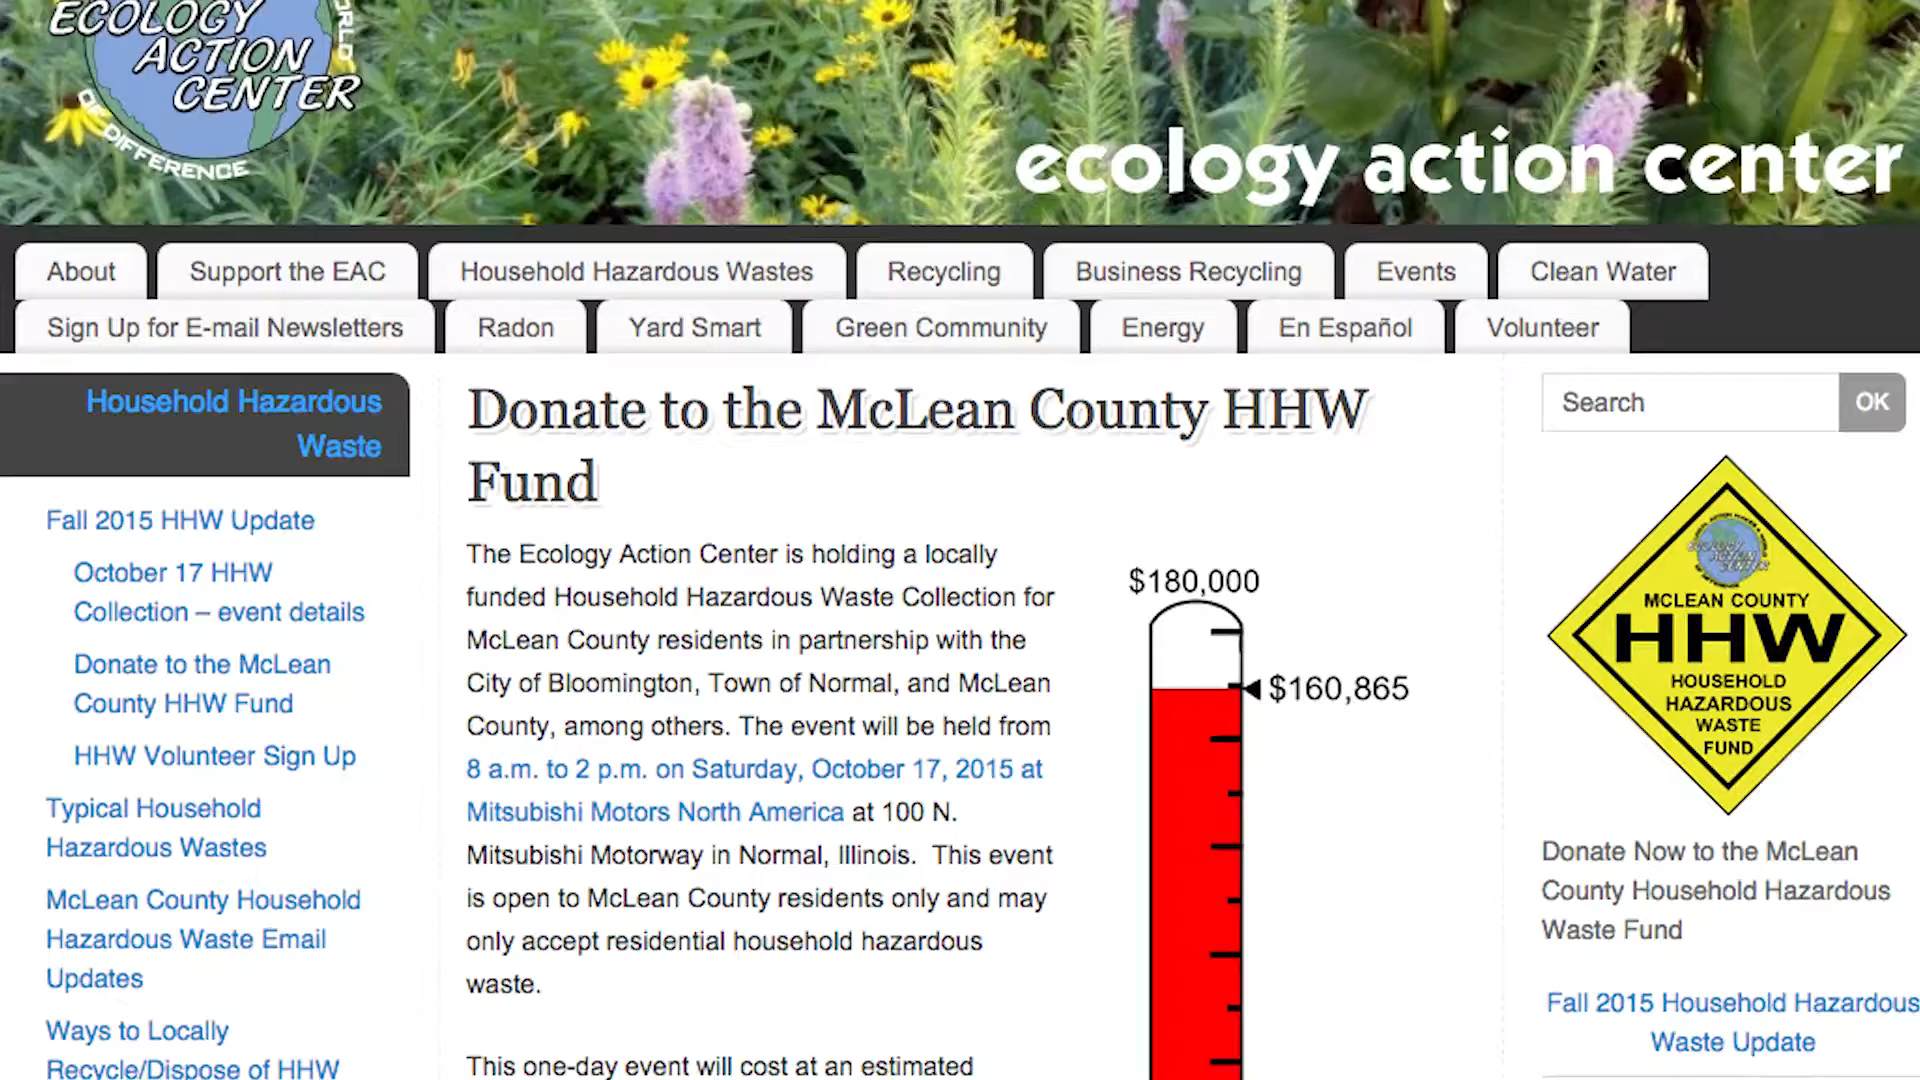 ECOLOGY
ACTION
CENTER
OF DIFFERENCE
ecology action center
About
Support the EAC
Household Hazardous Wastes
Recycling
Business Recycling
Events
Clean Water
Sign Up for E-mail Newsletters
Radon
Yard Smart
Green Community
Energy
En Español
Volunteer
Household Hazardous
Waste
Fall 2015 HHW Update
October 17 HHW
Collection – event details
Donate to the McLean
County HHW Fund
HHW Volunteer Sign Up
Typical Household
Hazardous Wastes
McLean County Household
Hazardous Waste Email
Updates
Ways to Locally
Recycle/Dispose of HHW
Donate to the McLean County HHW
Fund
The Ecology Action Center is holding a locally
funded Household Hazardous Waste Collection for
McLean County residents in partnership with the
City of Bloomington, Town of Normal, and McLean
County, among others. The event will be held from
8 a.m. to 2 p.m. on Saturday, October 17, 2015 at
Mitsubishi Motors North America at 100 N.
Mitsubishi Motorway in Normal, Illinois. This event
is open to McLean County residents only and may
only accept residential household hazardous
waste.
This one-day event will cost at an estimated
$180,000
$160,865
Search
OK
ECOLOGY
ACTION
CENTER
MCLEAN COUNTY
HHW
HOUSEHOLD
HAZARDOUS
WASTE
FUND
Donate Now to the McLean
County Household Hazardous
Waste Fund
Fall 2015 Household Hazardous
Waste Update